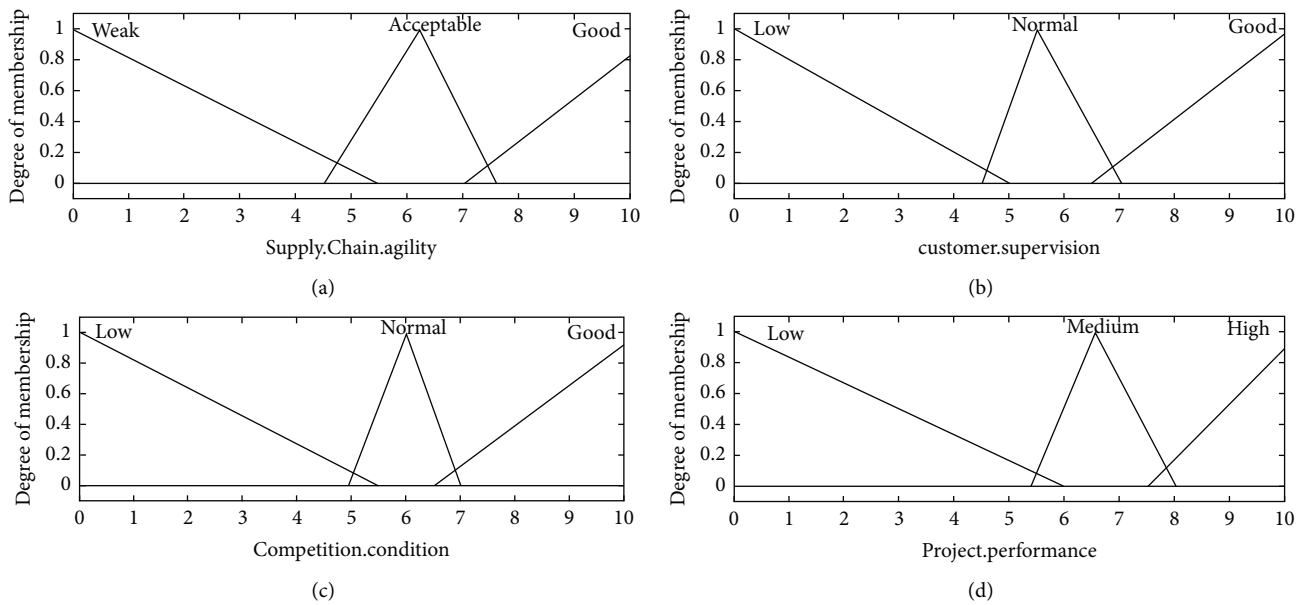 Degree of membership
1
0.8
0.6
0.4
0.2
0
Weak
Acceptable
Good
0 1 2 3 4 5 6 7 8 9 10
Supply.Chain.agility
(a)
Degree of membership
1
0.8
0.6
0.4
0.2
0
Low
Normal
Good
0 1 2 3 4 5 6 7 8 9 10
customer.supervision
(b)
Degree of membership
1
0.8
0.6
0.4
0.2
0
Low
Normal
Good
0 1 2 3 4 5 6 7 8 9 10
Competition.condition
(c)
Degree of membership
1
0.8
0.6
0.4
0.2
0
Low
Medium
High
0 1 2 3 4 5 6 7 8 9 10
Project.performance
(d)